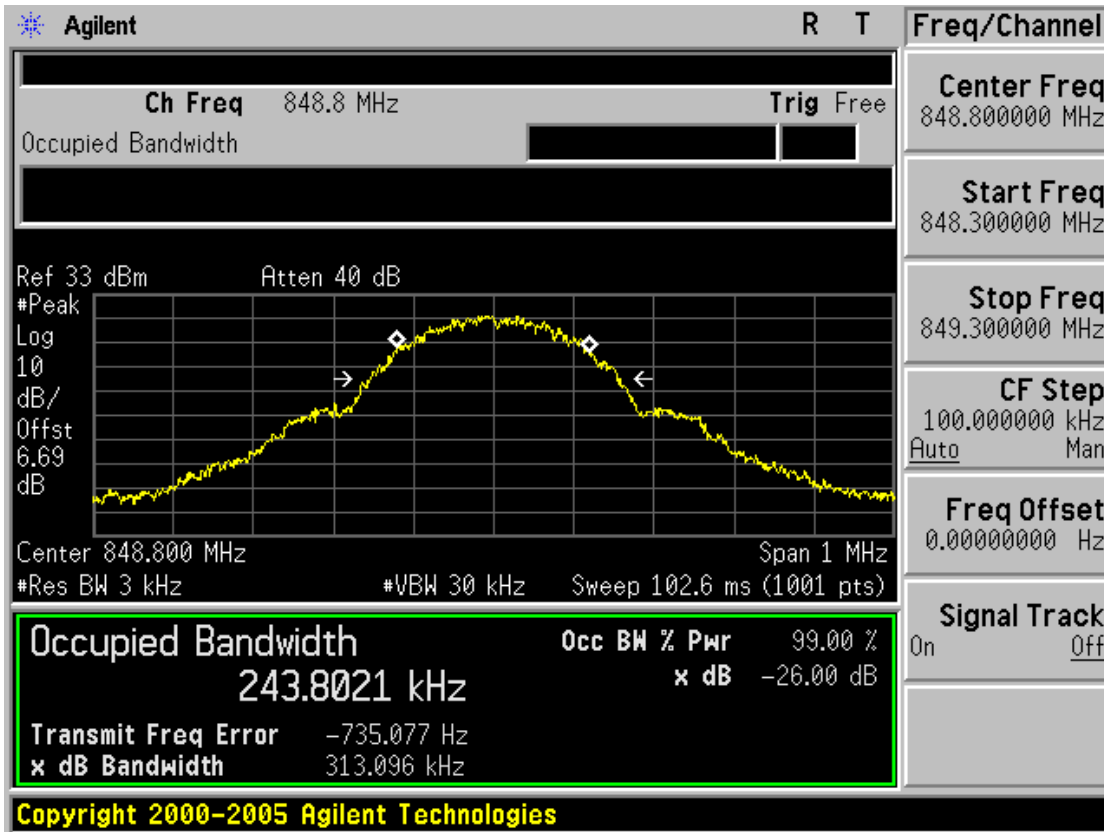 Agilent R T
Freq/Channel
Ch Freq 848.8 MHz Trig Free
Occupied Bandwidth
Center Freq
848.800000 MHz
Start Freq
848.300000 MHz
Stop Freq
849.300000 MHz
CF Step
100.000000 kHz
Auto Man
Freq Offset
0.00000000 Hz
Signal Track
On Off
Ref 33 dBm Atten 40 dB
#Peak
Log
10
dB/
Offst
6.69
dB
Center 848.800 MHz Span 1 MHz
#Res BW 3 kHz #VBW 30 kHz Sweep 102.6 ms (1001 pts)
Occupied Bandwidth Occ BW % Pwr 99.00 %
243.8021 kHz x dB -26.00 dB
Transmit Freq Error -735.077 Hz
x dB Bandwidth 313.096 kHz
Copyright 2000-2005 Agilent Technologies